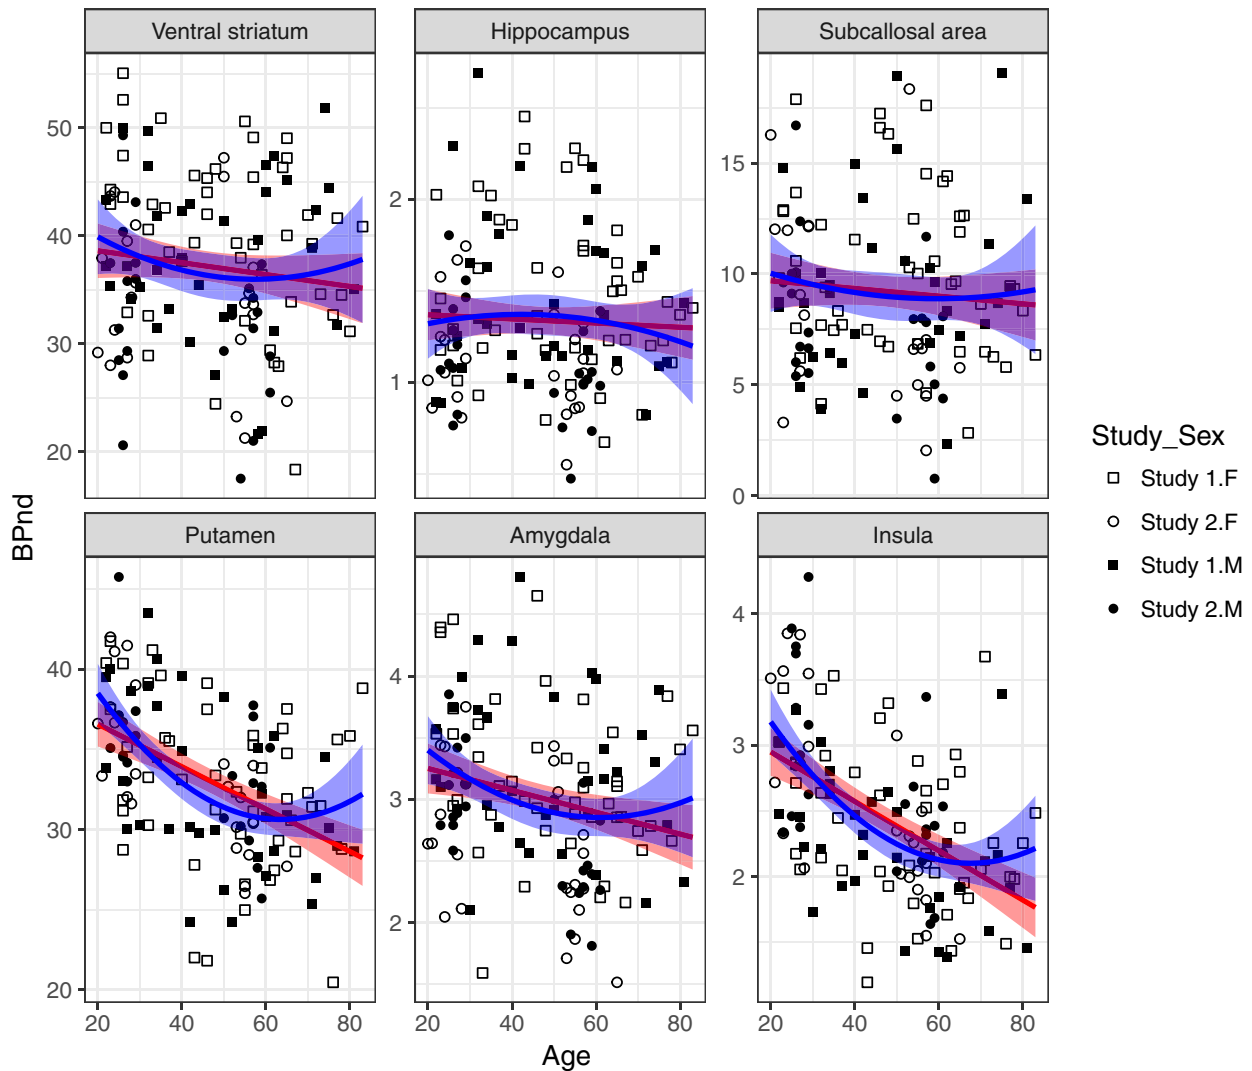 Ventral striatum
Hippocampus
Subcallosal area
50
40
30
20
2
1
15
10
5
0
Putamen
Amygdala
Insula
40
30
20
4
3
2
4
3
2
20 40 60 80
20 40 60 80
20 40 60 80
Age
BPnd
Study_Sex
Study 1.F
Study 2.F
Study 1.M
Study 2.M